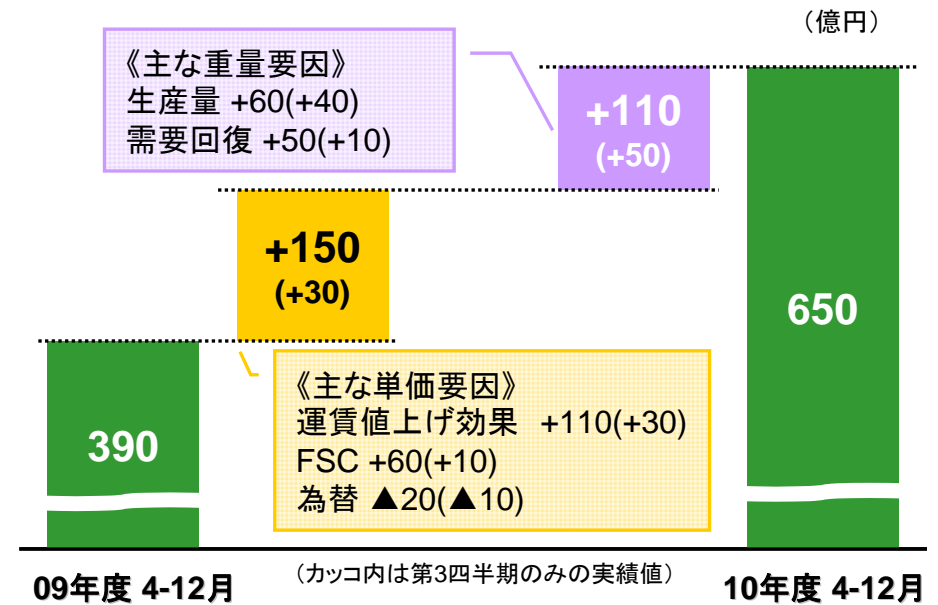 （億円）
《主な重量要因》
生産量 +60(+40)
需要回復 +50(+10)
+110
(+50)
+150
(+30)
650
390
《主な単価要因》
運賃値上げ効果 +110(+30)
FSC +60(+10)
為替 ▲20(▲10)
09年度 4-12月
（カッコ内は第3四半期のみの実績値）
10年度 4-12月